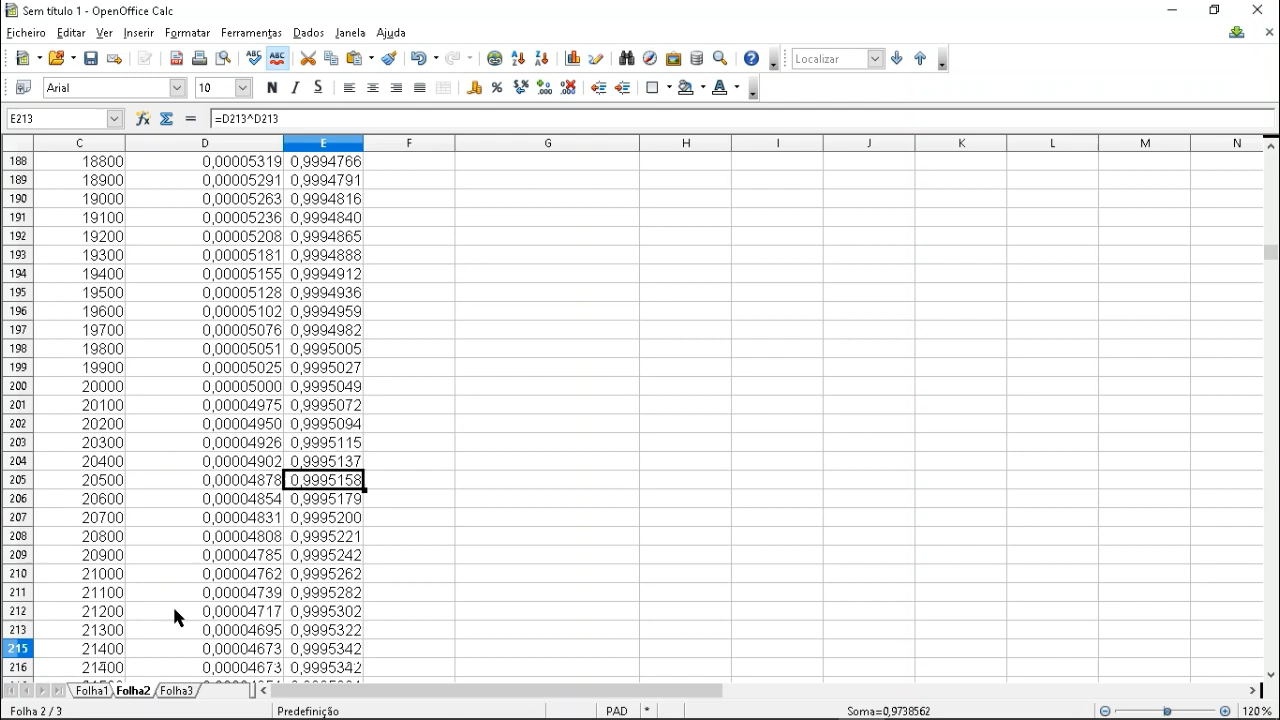 Sem título 1 - OpenOffice Calc
Ficheiro Editar Ver Inserir Formatar Ferramentas Dados Janela Ajuda
ABC ABC Localizar
Arial 10 N I S
E213 =D213^D213
C D E F G H I J K L M N
188 18800 0,00005319 0,9994766
189 18900 0,00005291 0,9994791
190 19000 0,00005263 0,9994816
191 19100 0,00005236 0,9994840
192 19200 0,00005208 0,9994865
193 19300 0,00005181 0,9994888
194 19400 0,00005155 0,9994912
195 19500 0,00005128 0,9994936
196 19600 0,00005102 0,9994959
197 19700 0,00005076 0,9994982
198 19800 0,00005051 0,9995005
199 19900 0,00005025 0,9995027
200 20000 0,00005000 0,9995049
201 20100 0,00004975 0,9995072
202 20200 0,00004950 0,9995094
203 20300 0,00004926 0,9995115
204 20400 0,00004902 0,9995137
205 20500 0,00004878 0,9995158
206 20600 0,00004854 0,9995179
207 20700 0,00004831 0,9995200
208 20800 0,00004808 0,9995221
209 20900 0,00004785 0,9995242
210 21000 0,00004762 0,9995262
211 21100 0,00004739 0,9995282
212 21200 0,00004717 0,9995302
213 21300 0,00004695 0,9995322
215 21400 0,00004673 0,9995342
216 21400 0,00004673 0,9995342
Folha1 Folha2 Folha3
Folha 2 / 3 Predefinição PAD * Soma=0,9738562 120%